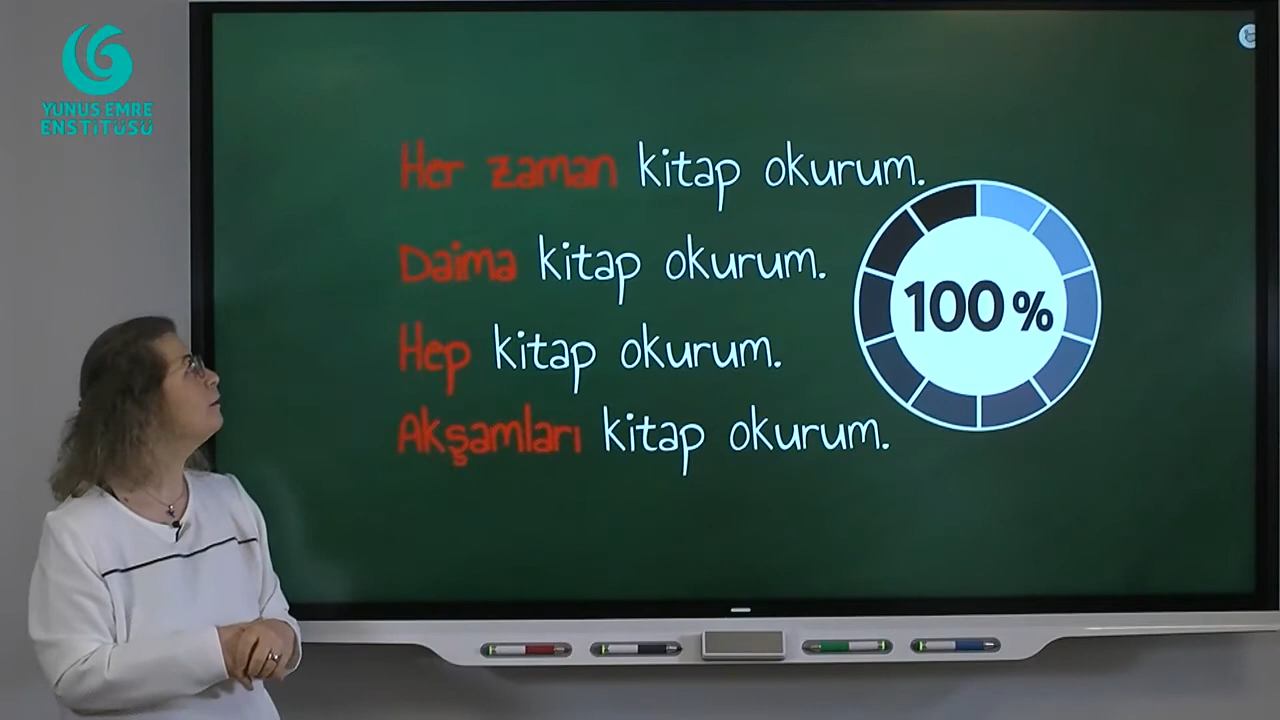 YUNUS EMRE
ENSTİTÜSÜ
Her zaman kitap okurum.
Daima kitap okurum.
Hep kitap okurum.
Akşamları kitap okurum.
100%